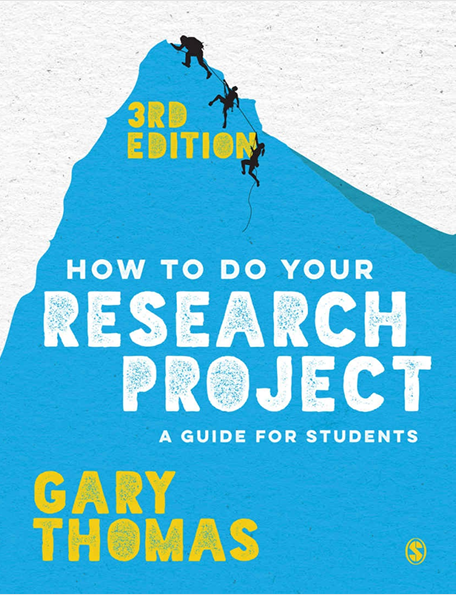 3RD
EDITION
HOW TO DO YOUR
RESEARCH
PROJECT
A GUIDE FOR STUDENTS
GARY
THOMAS
S